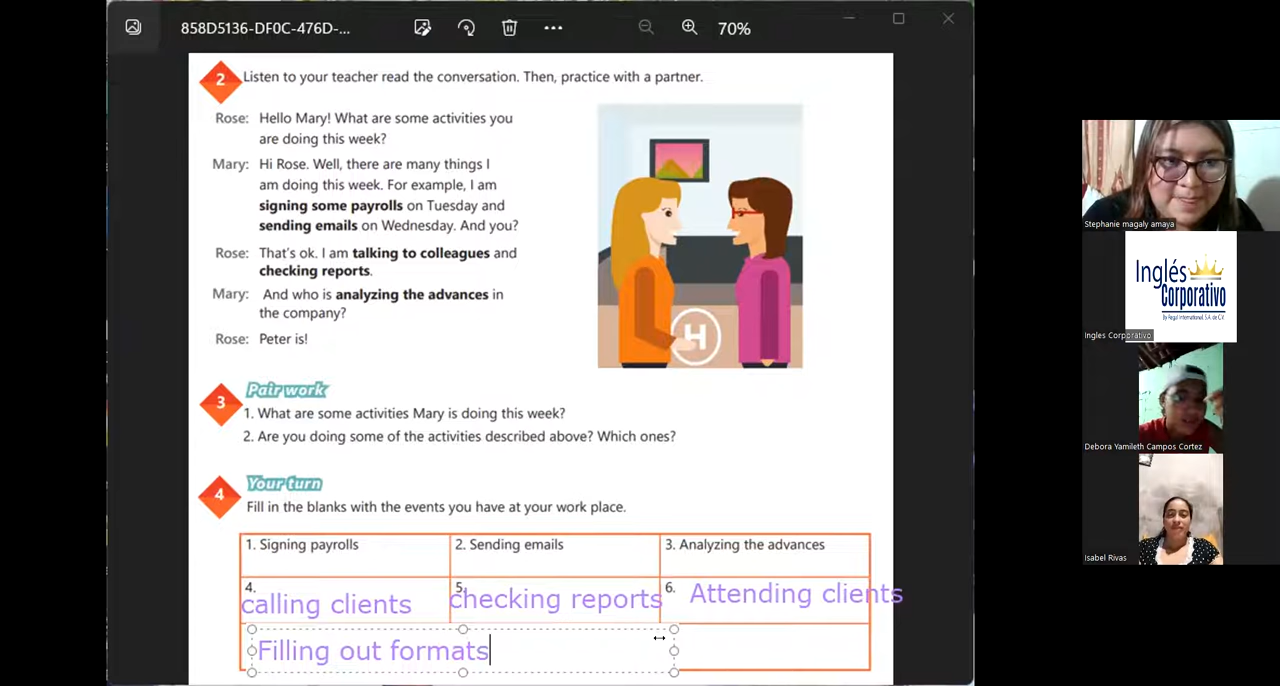 858D5136-DF0C-476D-...
70%
2 Listen to your teacher read the conversation. Then, practice with a partner.
Rose: Hello Mary! What are some activities you
are doing this week?
Mary: Hi Rose. Well, there are many things I
am doing this week. For example, I am
signing some payrolls on Tuesday and
sending emails on Wednesday. And you?
Rose: That's ok. I am talking to colleagues and
checking reports.
Mary: And who is analyzing the advances in
the company?
Rose: Peter is!
H
3 Pair work
1. What are some activities Mary is doing this week?
2. Are you doing some of the activities described above? Which ones?
4 Your turn
Fill in the blanks with the events you have at your work place.
1. Signing payrolls 2. Sending emails 3. Analyzing the advances
4. 5. 6.
calling clients checking reports Attending clients
Filling out formats
Stephanie magaly amaya
Inglés
Corporativo
By Regal International, S.A. de C.V.
Ingles Corporativo
Debora Yamileth Campos Cortez
Isabel Rivas